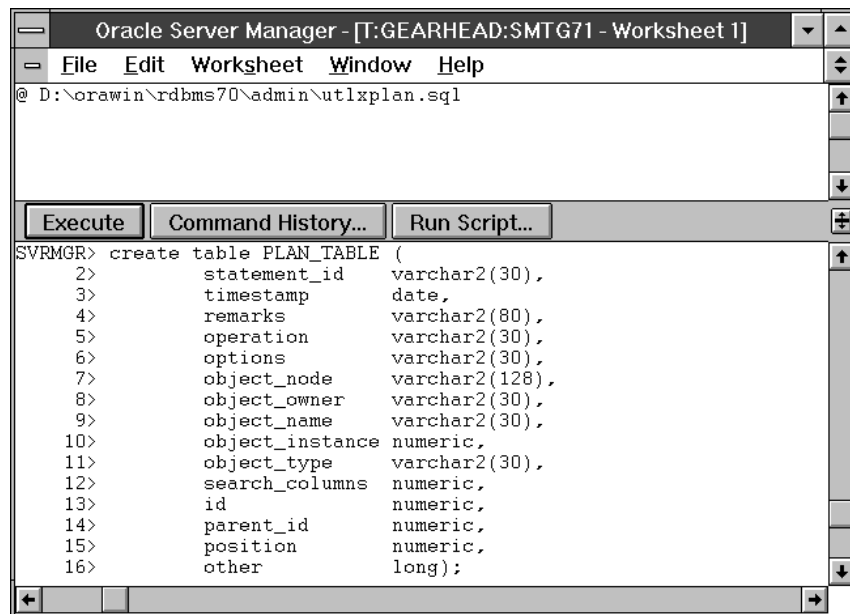 Oracle Server Manager - [T:GEARHEAD:SMTG71 - Worksheet 1]
File Edit Worksheet Window Help
@ D:\orawin\rdbms70\admin\utlxplan.sql
Execute Command History... Run Script...
SVRMGR> create table PLAN_TABLE (
2> statement_id varchar2(30),
3> timestamp date,
4> remarks varchar2(80),
5> operation varchar2(30),
6> options varchar2(30),
7> object_node varchar2(128),
8> object_owner varchar2(30),
9> object_name varchar2(30),
10> object_instance numeric,
11> object_type varchar2(30),
12> search_columns numeric,
13> id numeric,
14> parent_id numeric,
15> position numeric,
16> other long);